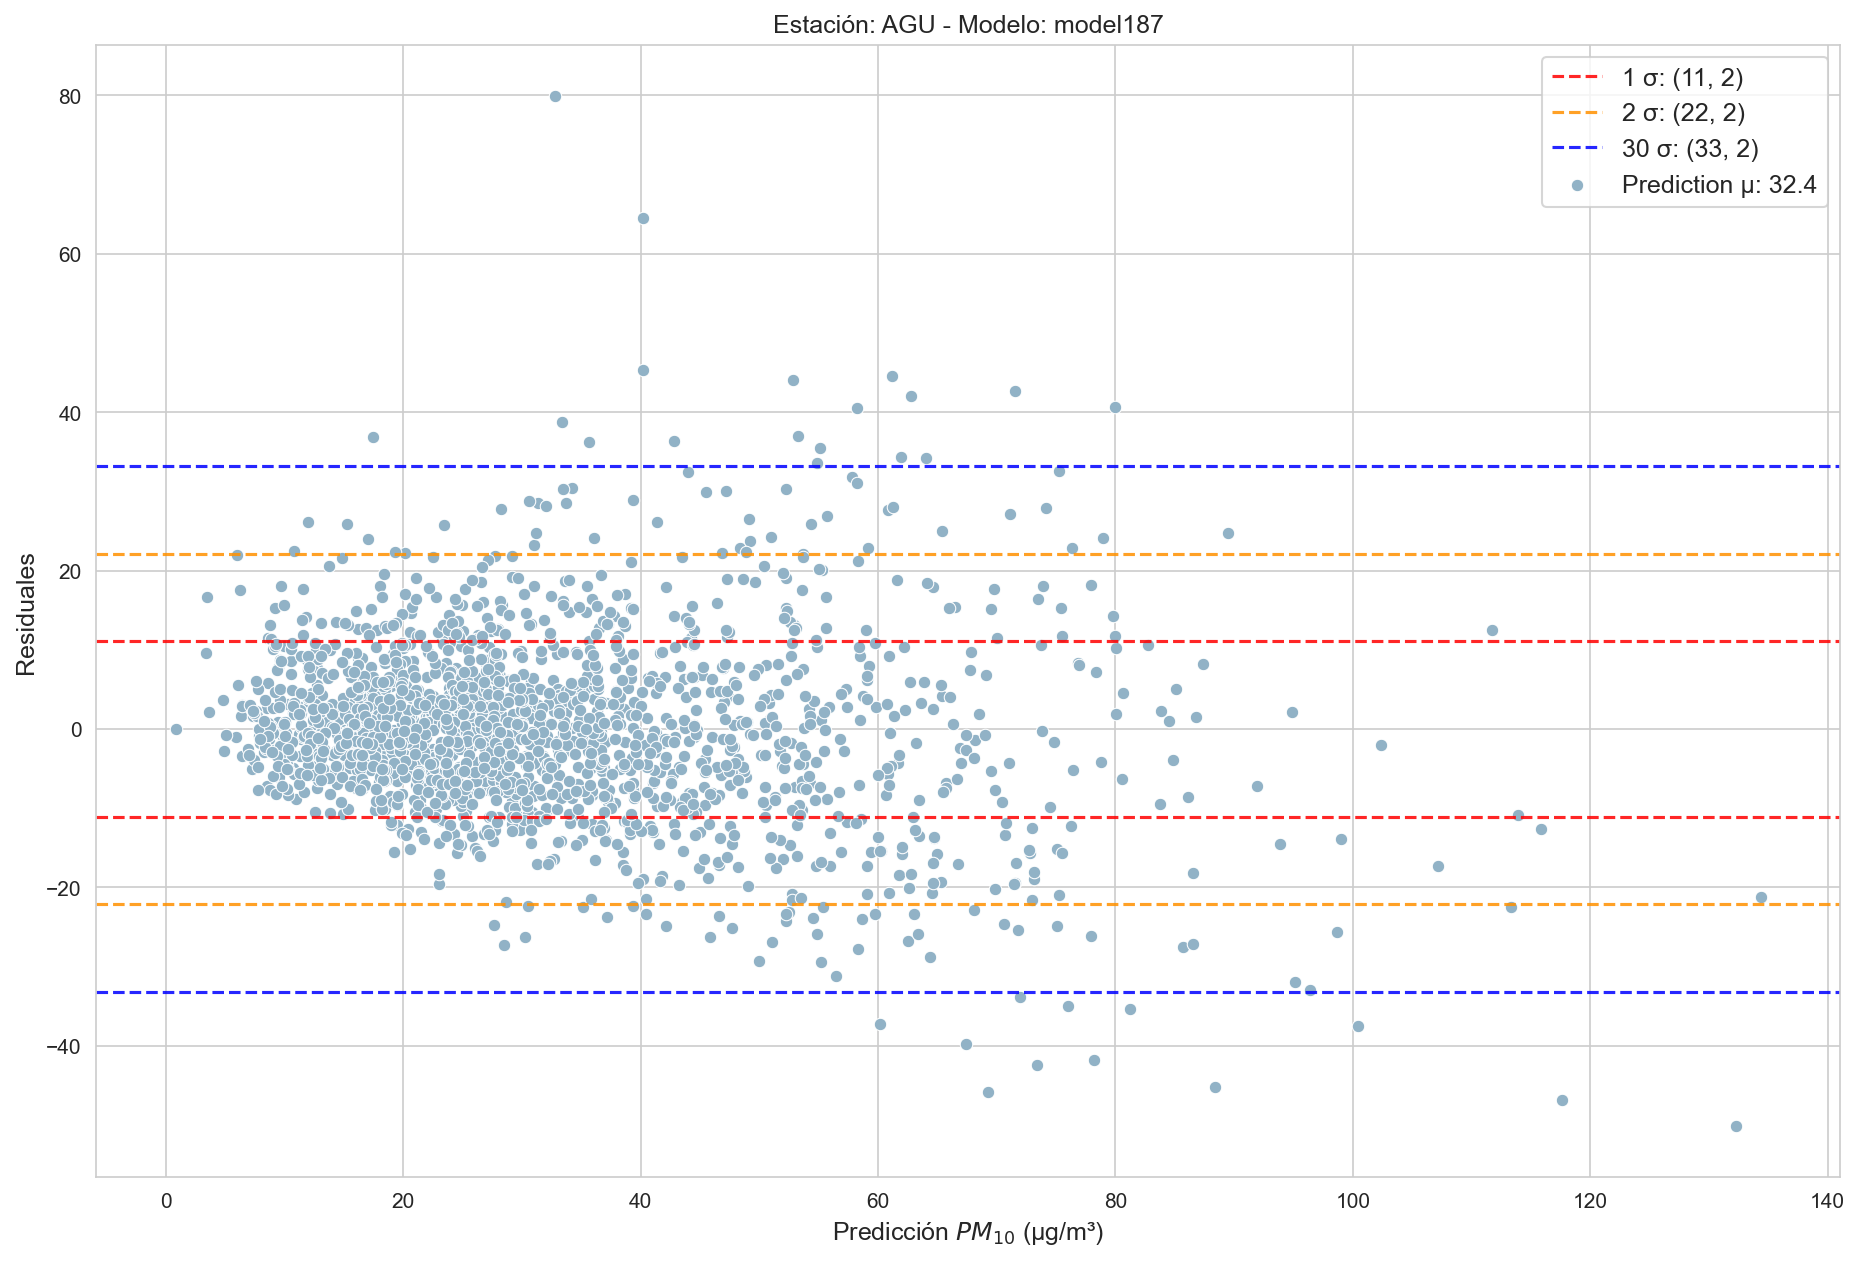 Estación: AGU - Modelo: model187
1 σ: (11, 2)
2 σ: (22, 2)
30 σ: (33, 2)
Prediction μ: 32.4
Residuales
80
60
40
20
0
−20
−40
0 20 40 60 80 100 120 140
Predicción PM₁₀ (μg/m³)